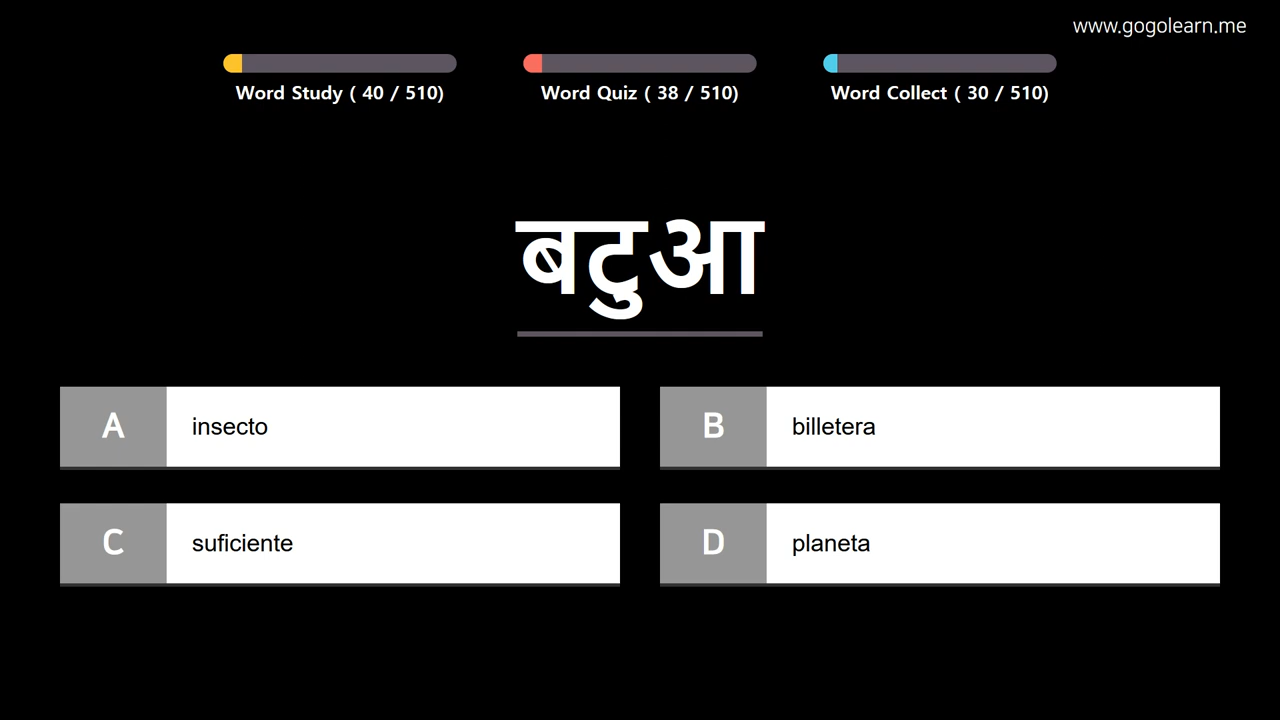 www.gogolearn.me
Word Study ( 40 / 510)
Word Quiz ( 38 / 510)
Word Collect ( 30 / 510)
बटुआ
A insecto
B billetera
C suficiente
D planeta